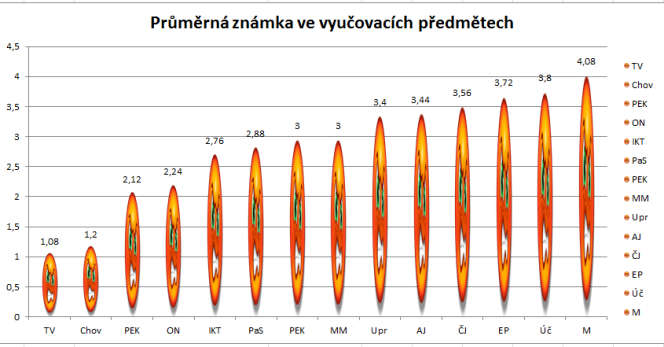 Průměrná známka ve vyučovacích předmětech
4,5
4
3,5
3
2,5
2
1,5
1
0,5
0
1,08
1,2
2,12
2,24
2,76
2,88
3
3
3,4
3,44
3,56
3,72
3,8
4,08
TV
Chov
PEK
ON
IKT
PaS
PEK
MM
Upr
AJ
ČJ
EP
Úč
M
TV
Chov
PEK
ON
IKT
PaS
PEK
MM
Upr
AJ
ČJ
EP
Úč
M